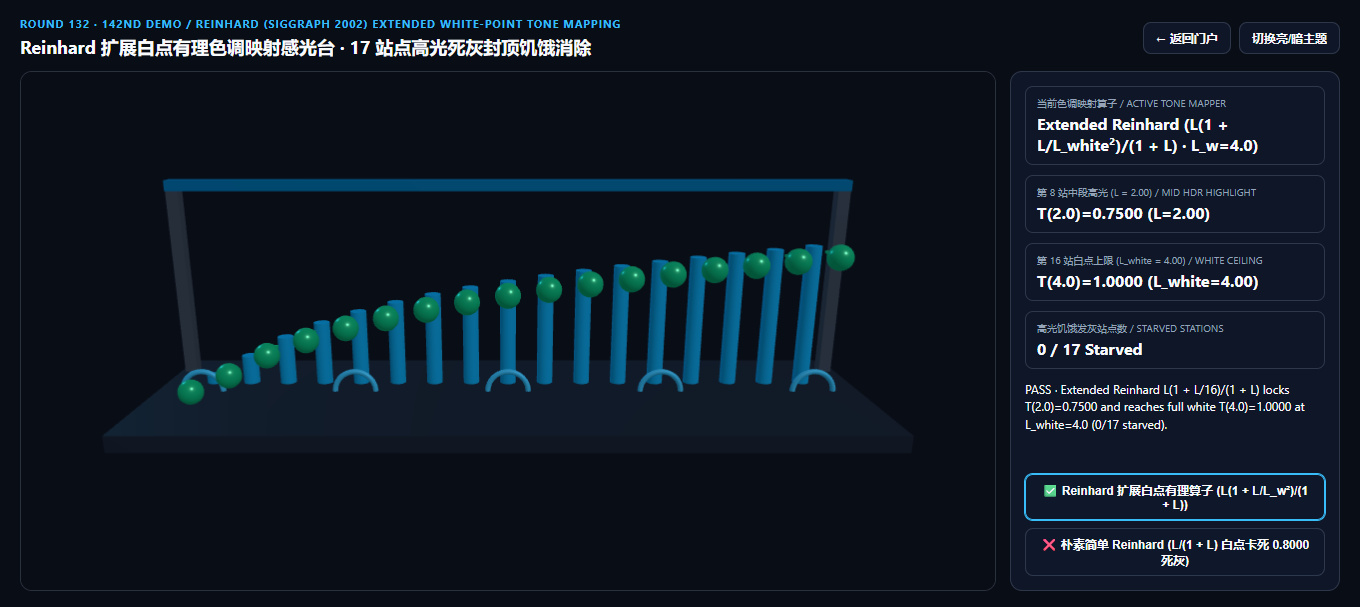 ROUND 132 · 142ND DEMO / REINHARD (SIGGRAPH 2002) EXTENDED WHITE-POINT TONE MAPPING
Reinhard 扩展白点有理色调映射感光台 · 17 站点高光死灰封顶饥饿消除
← 返回门户
切换亮/暗主题
当前色调映射算子 / ACTIVE TONE MAPPER
Extended Reinhard (L(1 +
L/L_white²)/(1 + L) · L_w=4.0)
第 8 站中段高光 (L = 2.00) / MID HDR HIGHLIGHT
T(2.0)=0.7500 (L=2.00)
第 16 站白点上限 (L_white = 4.00) / WHITE CEILING
T(4.0)=1.0000 (L_white=4.00)
高光饥饿发灰站点数 / STARVED STATIONS
0 / 17 Starved
PASS · Extended Reinhard L(1 + L/16)/(1 + L) locks
T(2.0)=0.7500 and reaches full white T(4.0)=1.0000 at
L_white=4.0 (0/17 starved).
✅ Reinhard 扩展白点有理算子 (L(1 + L/L_w²)/(1
+ L))
❌ 朴素简单 Reinhard (L/(1 + L) 白点卡死 0.8000
死灰)